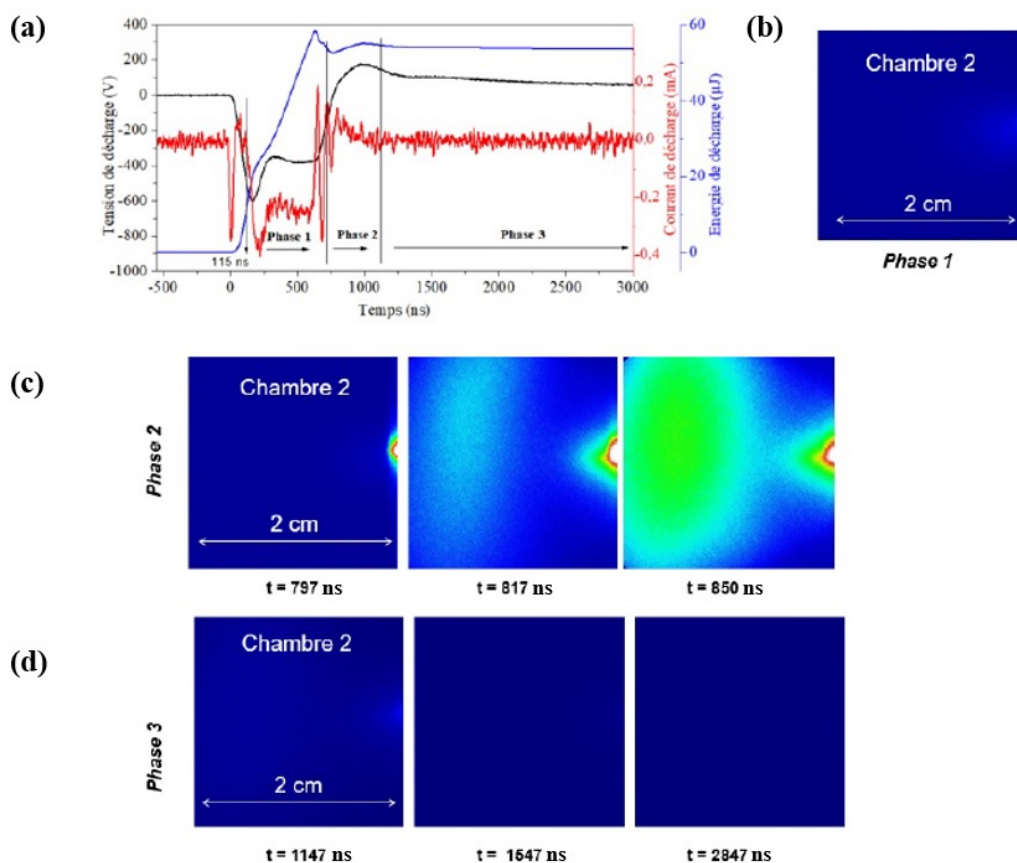 (a)
400
200
0
-200
-400
-600
-800
-1000
Tension de décharge (V)
-500
0
500
1000
1500
2000
2500
3000
Temps (ns)
115 ns
Phase 1
Phase 2
Phase 3
0,2
0,0
-0,2
-0,4
Courant de décharge (mA)
60
40
20
0
Energie de décharge (µJ)
(b)
Chambre 2
2 cm
Phase 1
(c)
Phase 2
Chambre 2
2 cm
t = 797 ns
t = 817 ns
t = 850 ns
(d)
Phase 3
Chambre 2
2 cm
t = 1147 ns
t = 1547 ns
t = 2847 ns